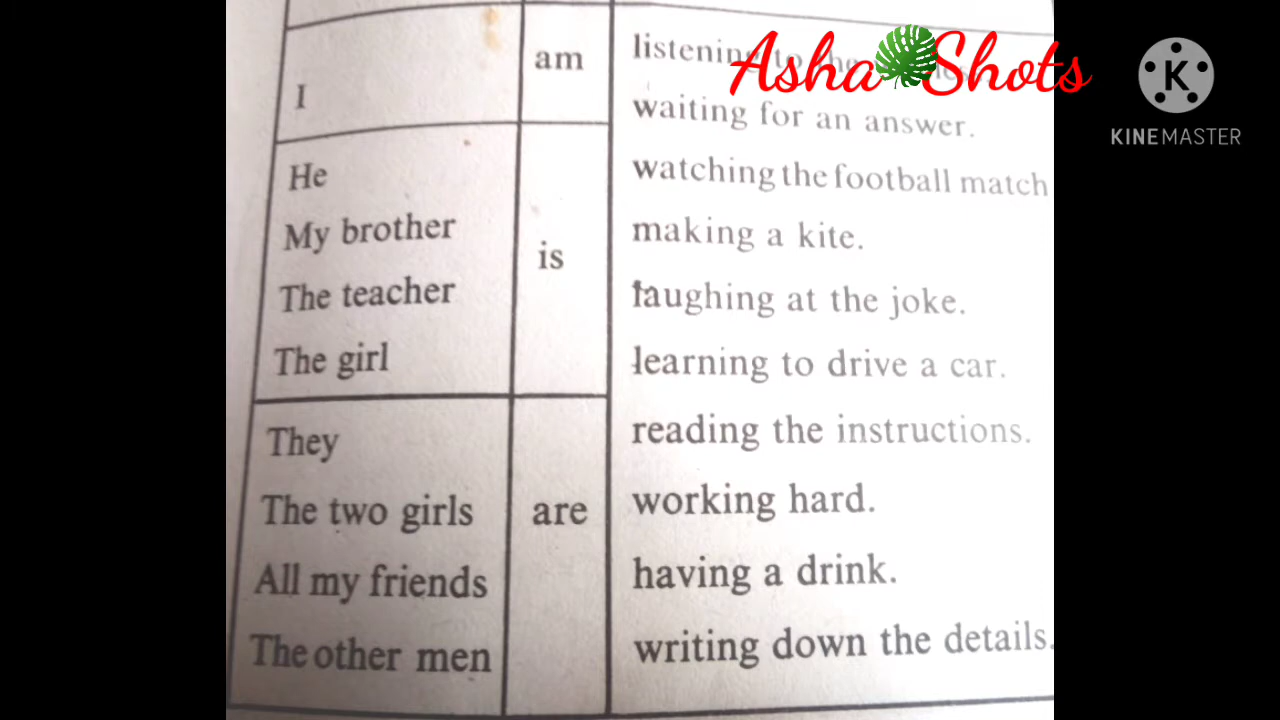 Asha Shots
KINEMASTER
I am listening to the
waiting for an answer.
He
My brother
The teacher
The girl
is
watching the football match
making a kite.
laughing at the joke.
learning to drive a car.
They
The two girls
All my friends
The other men
are
reading the instructions.
working hard.
having a drink.
writing down the details.